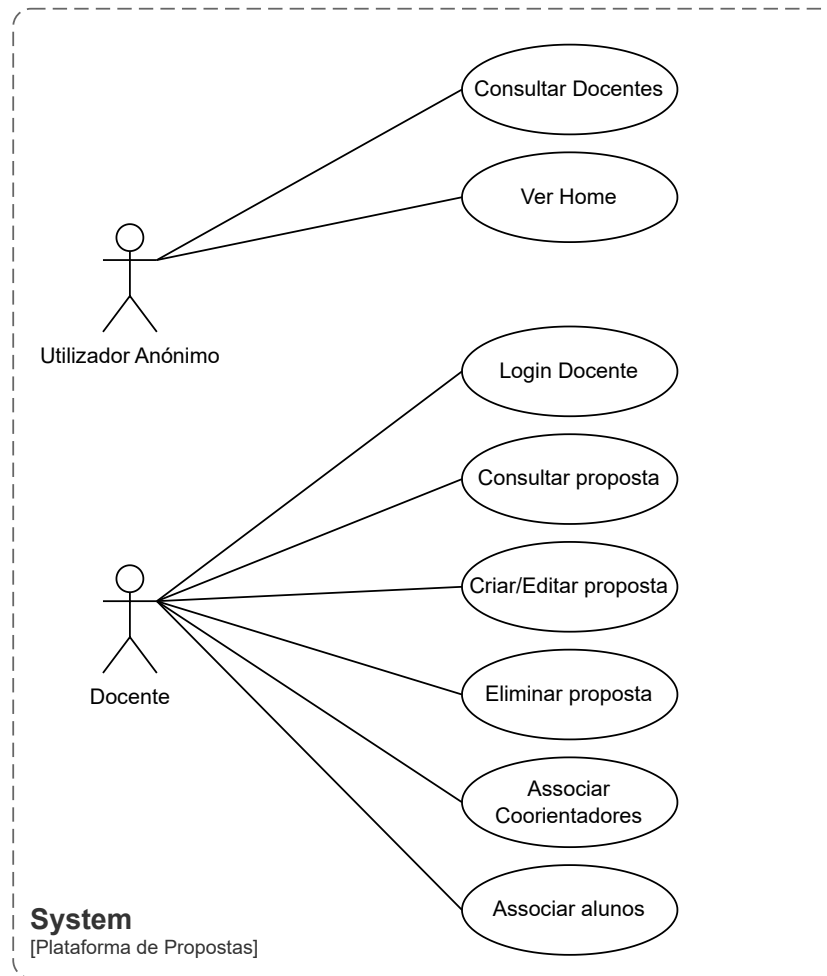 Consultar Docentes
Ver Home
Utilizador Anónimo
Login Docente
Consultar proposta
Criar/Editar proposta
Docente
Eliminar proposta
Associar
Coorientadores
Associar alunos
System
[Plataforma de Propostas]